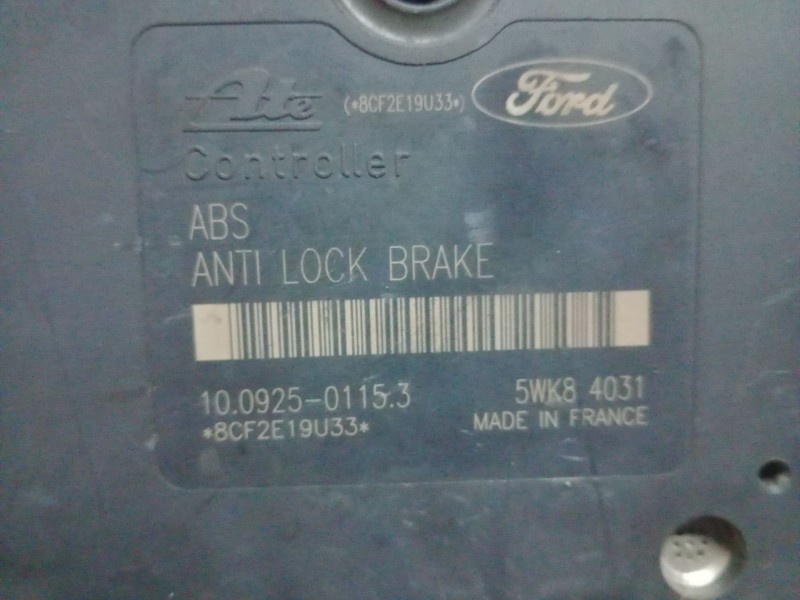 Ate (*8CF2E19U33*) Ford
Controller
ABS
ANTI LOCK BRAKE
10.0925-0115.3 5WK8 4031
*8CF2E19U33* MADE IN FRANCE